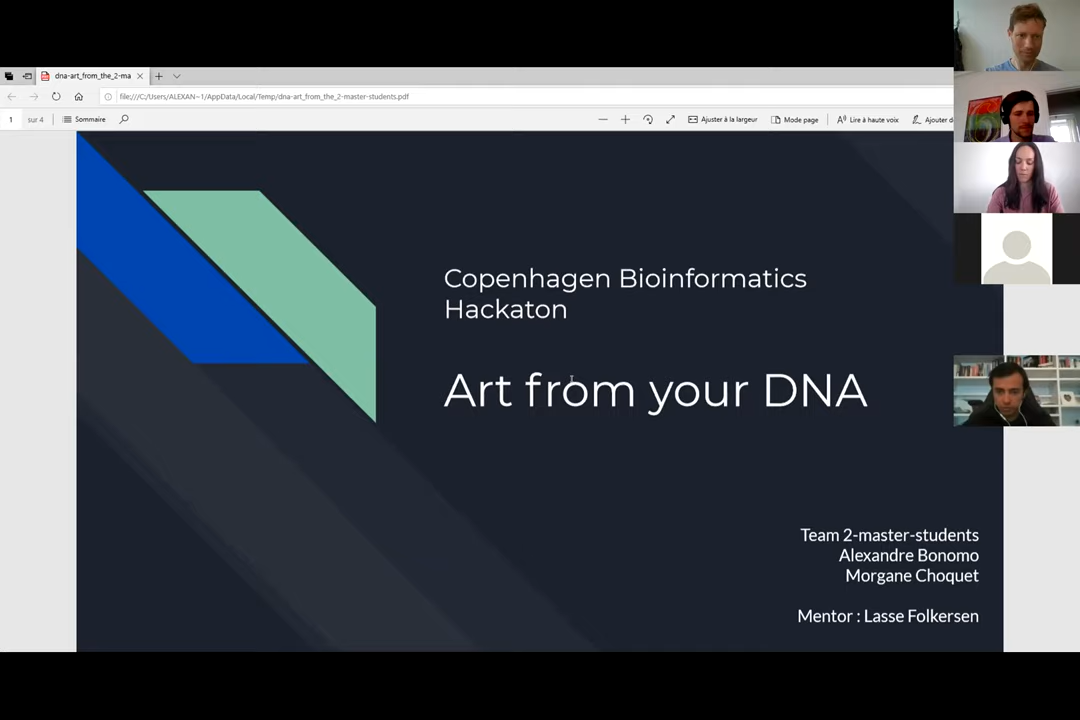 dna-art_from_the_2-ma
file:///C:/Users/ALEXAN~1/AppData/Local/Temp/dna-art_from_the_2-master-students.pdf
1 sur 4 Sommaire Ajuster à la largeur Mode page Lire à haute voix Ajouter de
Copenhagen Bioinformatics
Hackaton
Art from your DNA
Team 2-master-students
Alexandre Bonomo
Morgane Choquet
Mentor : Lasse Folkersen